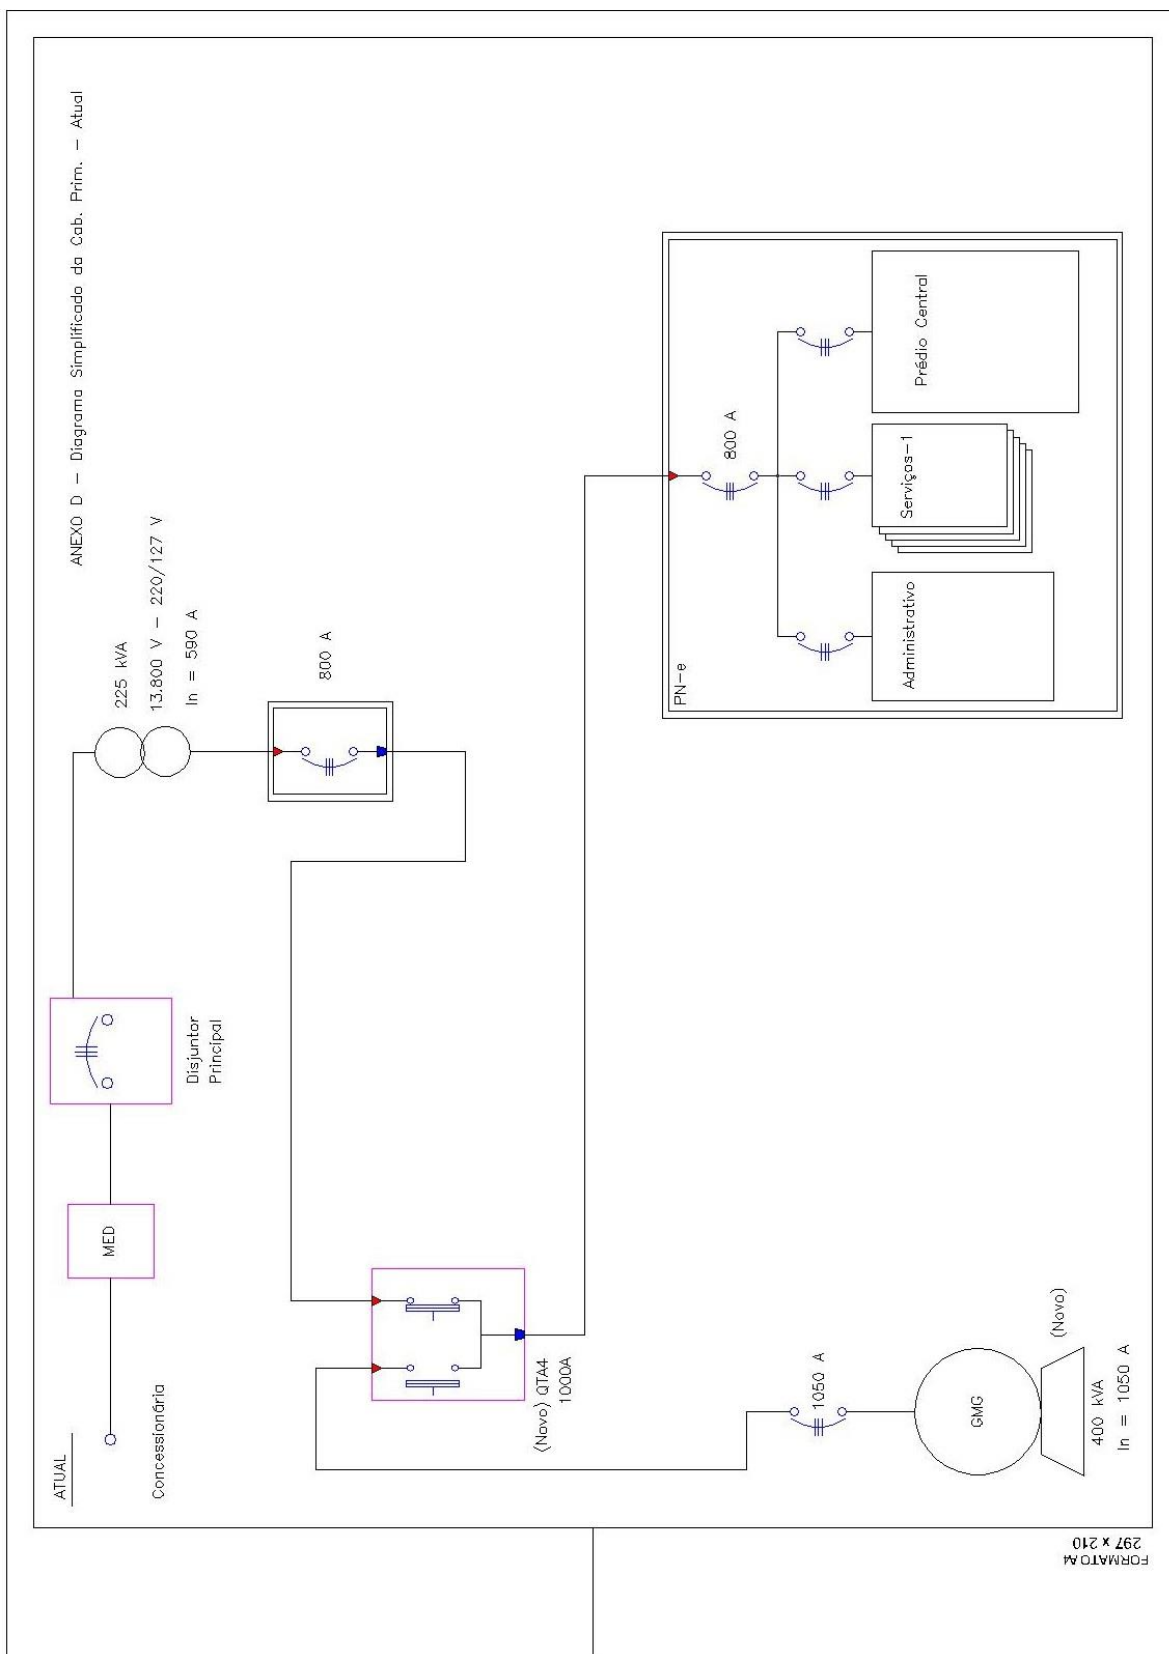 ANEXO D – Diagrama Simplificado da Cab. Prim. – Atual
ATUAL
Concessionária
MED
Disjuntor
Principal
225 kVA
13.800 V – 220/127 V
In = 590 A
800 A
(Novo) QTA4
1000A
PN-e
800 A
Administrativo
Serviços-1
Prédio Central
1050 A
GMG
(Novo)
400 kVA
In = 1050 A
FORMATO A4
297 x 210